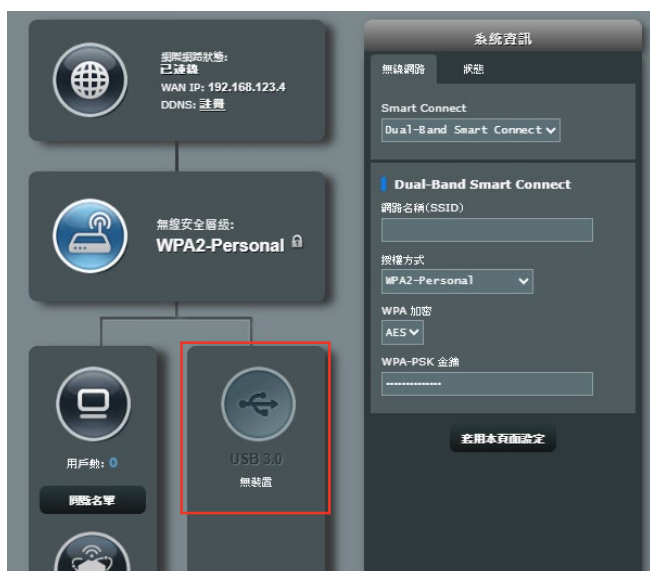 網際網路狀態:
已連線
WAN IP: 192.168.123.4
DDNS: 註冊
無線安全層級:
WPA2-Personal
用戶數: 0
閱覽名單
USB 3.0
無裝置
系統資訊
無線網路
狀態
Smart Connect
Dual-Band Smart Connect
Dual-Band Smart Connect
網路名稱(SSID)
授權方式
WPA2-Personal
WPA 加密
AES
WPA-PSK 金鑰
--------------
套用本頁面設定